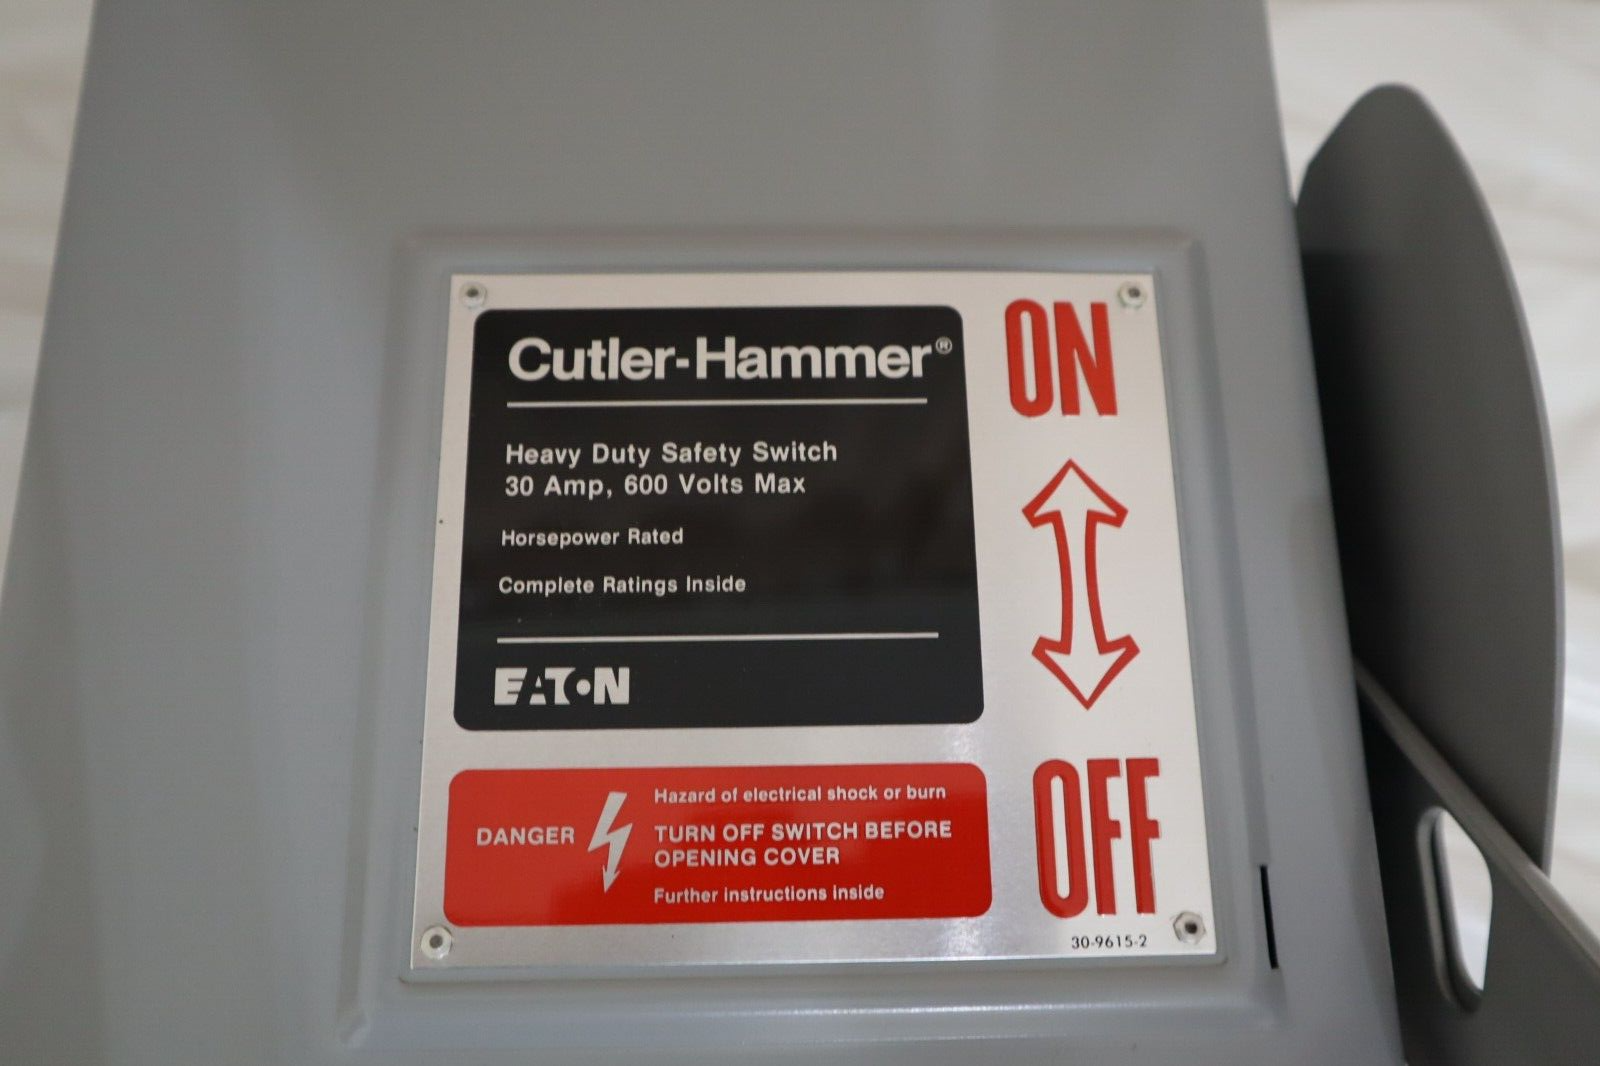 Cutler-Hammer®
Heavy Duty Safety Switch
30 Amp, 600 Volts Max
Horsepower Rated
Complete Ratings Inside
EATON
ON
OFF
DANGER
Hazard of electrical shock or burn
TURN OFF SWITCH BEFORE
OPENING COVER
Further instructions inside
30-9615-2